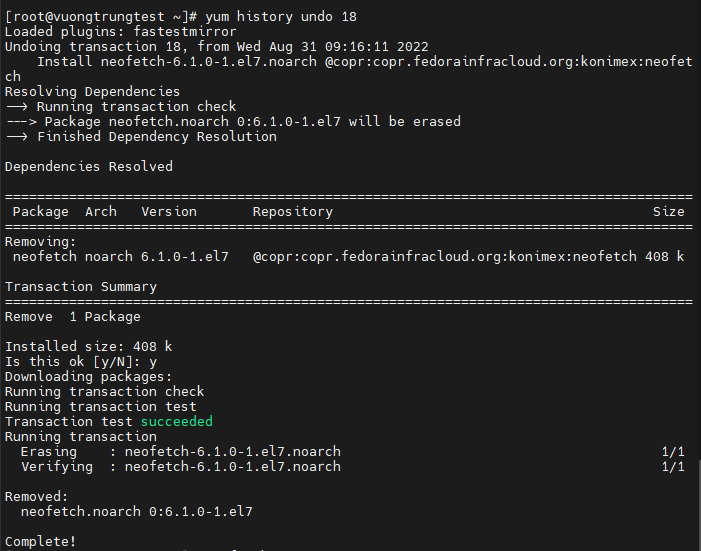 [root@vuongtrungtest ~]# yum history undo 18
Loaded plugins: fastestmirror
Undoing transaction 18, from Wed Aug 31 09:16:11 2022
    Install neofetch-6.1.0-1.el7.noarch @copr:copr.fedorainfracloud.org:konimex:neofet
ch
Resolving Dependencies
--> Running transaction check
---> Package neofetch.noarch 0:6.1.0-1.el7 will be erased
--> Finished Dependency Resolution

Dependencies Resolved

======================================================================================
 Package  Arch   Version       Repository                                        Size
======================================================================================
Removing:
 neofetch noarch 6.1.0-1.el7   @copr:copr.fedorainfracloud.org:konimex:neofetch 408 k

Transaction Summary
======================================================================================
Remove  1 Package

Installed size: 408 k
Is this ok [y/N]: y
Downloading packages:
Running transaction check
Running transaction test
Transaction test succeeded
Running transaction
  Erasing    : neofetch-6.1.0-1.el7.noarch                                        1/1
  Verifying  : neofetch-6.1.0-1.el7.noarch                                        1/1

Removed:
  neofetch.noarch 0:6.1.0-1.el7

Complete!